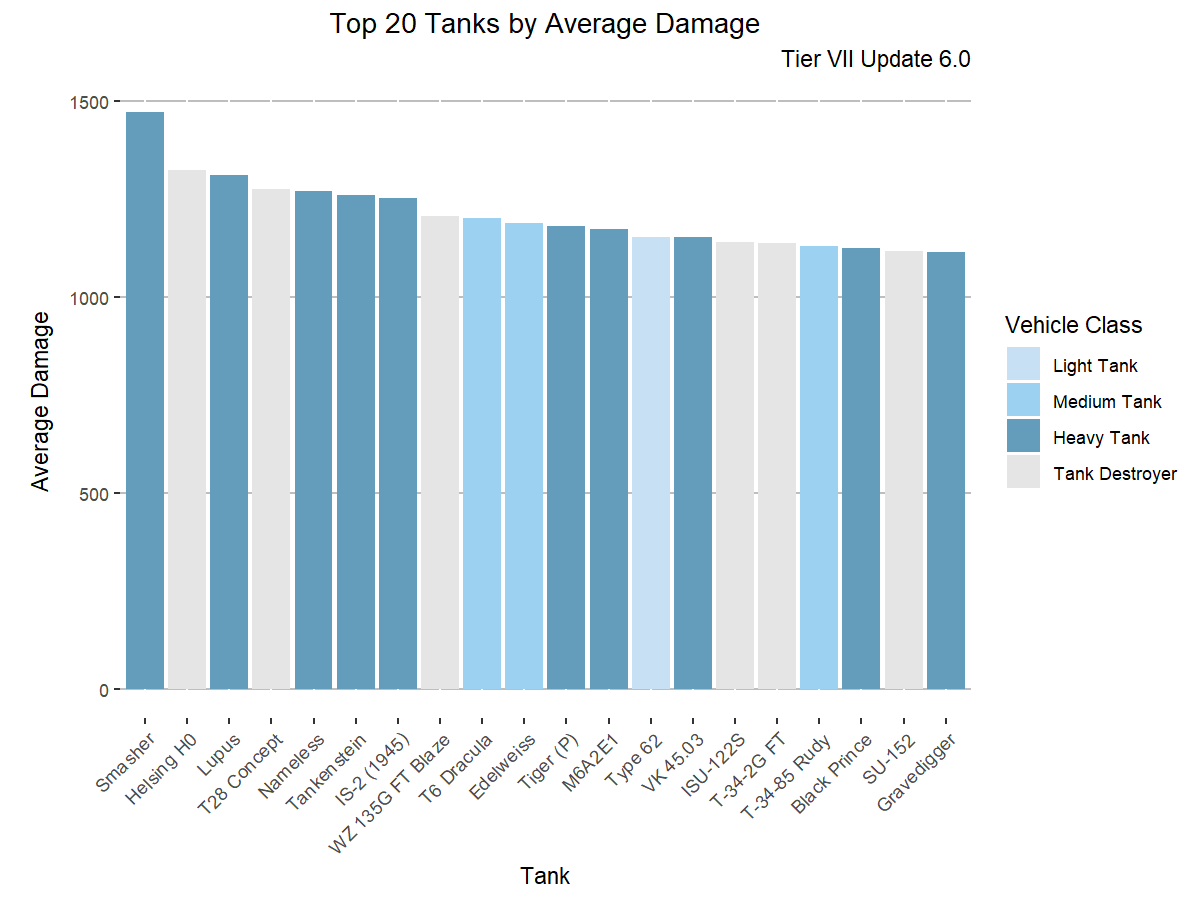 Top 20 Tanks by Average Damage
Tier VII Update 6.0
1500
1000
500
0
Average Damage
Smasher
Helsing H0
Lupus
T28 Concept
Nameless
Tankenstein
IS-2 (1945)
WZ 135G FT Blaze
T6 Dracula
Edelweiss
Tiger (P)
M6A2E1
Type 62
VK 45.03
ISU-122S
T-34-2G FT
T-34-85 Rudy
Black Prince
SU-152
Gravedigger
Tank
Vehicle Class
Light Tank
Medium Tank
Heavy Tank
Tank Destroyer